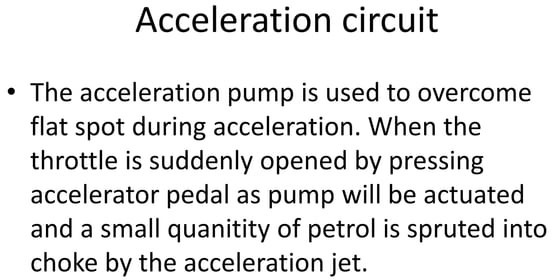 Acceleration circuit
• The acceleration pump is used to overcome
flat spot during acceleration. When the
throttle is suddenly opened by pressing
accelerator pedal as pump will be actuated
and a small quanitity of petrol is spruted into
choke by the acceleration jet.